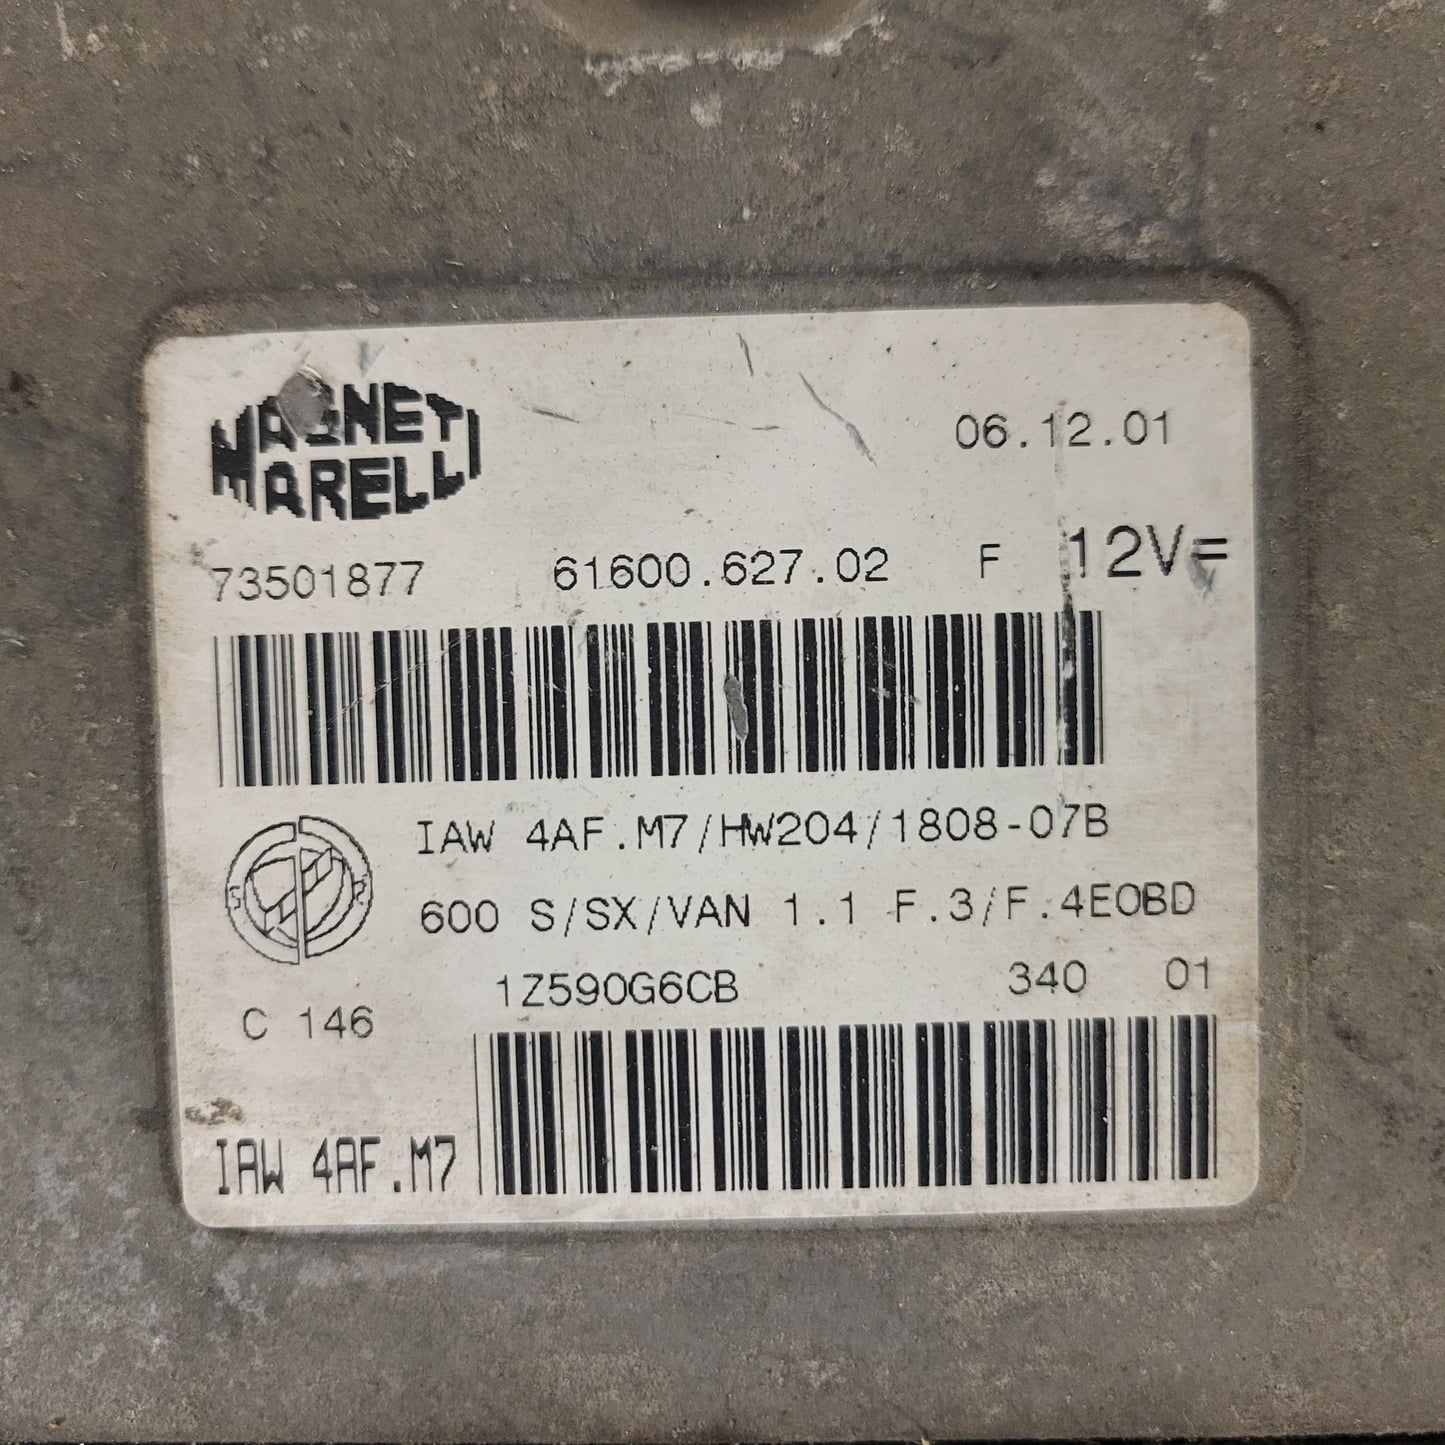 MAGNETI
MARELLI
06.12.01
73501877 61600.627.02 F 12V=
IAW 4AF.M7/HW204/1808-07B
600 S/SX/VAN 1.1 F.3/F.4EOBD
1Z590G6CB 340 01
C 146
IAW 4AF.M7